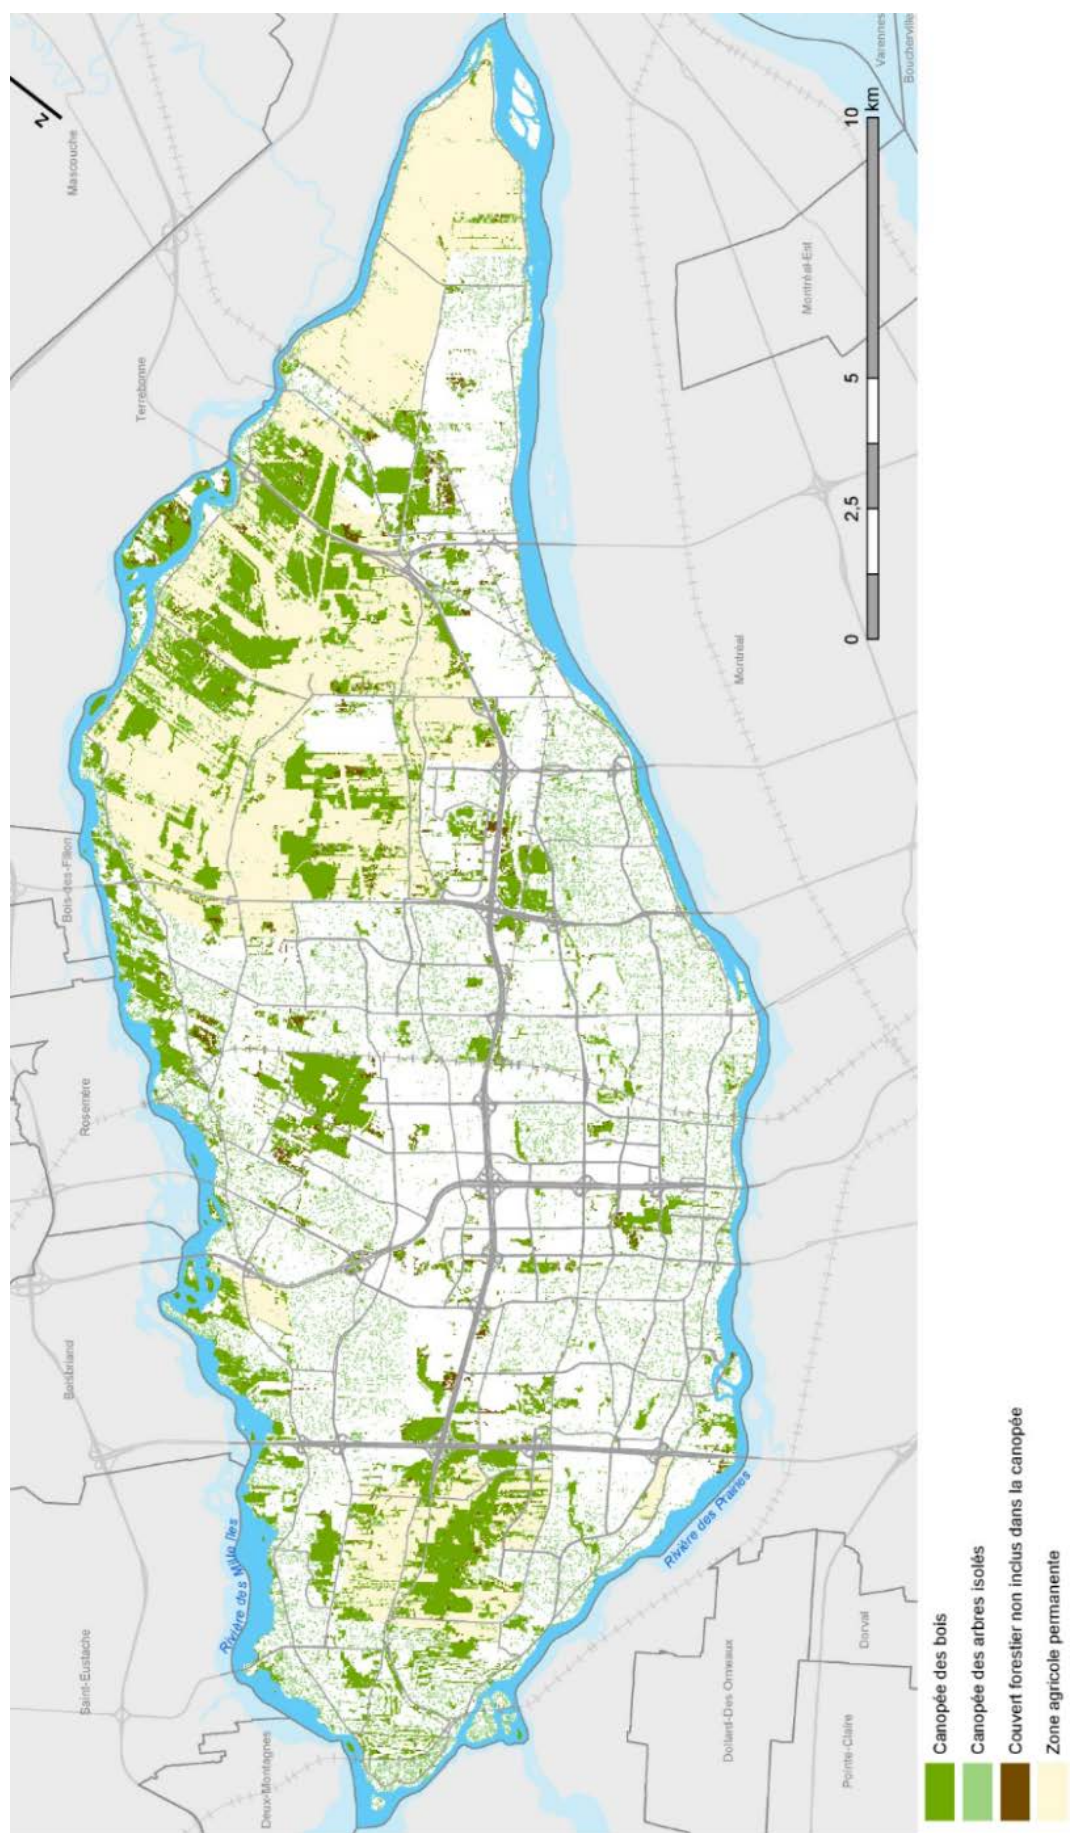 N
Mascouche
Varennes
Boucherville
Terrebonne
Montréal-Est
Bois-des-Filion
Montréal
Rosemère
Boisbriand
Rivière des Mille Îles
Rivière des Prairies
Saint-Eustache
Deux-Montagnes
Dollard-Des Ormeaux
Dorval
Pointe-Claire
0 2,5 5 10
km
Canopée des bois
Canopée des arbres isolés
Couvert forestier non inclus dans la canopée
Zone agricole permanente